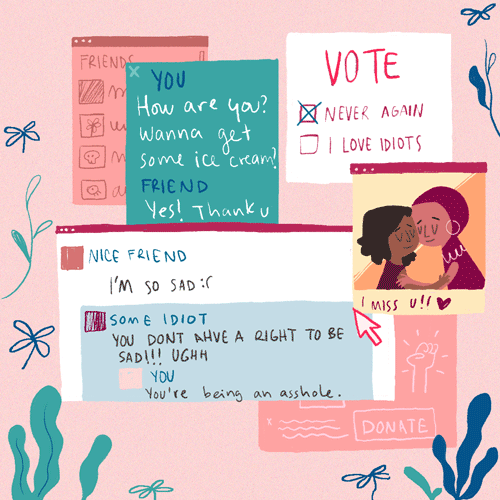 FRIENDS
YOU
How are you?
Wanna get
some ice cream?
FRIEND
Yes! Thank u
VOTE
NEVER AGAIN
I LOVE IDIOTS
I MISS U!!
NICE FRIEND
I'M SO SAD :(
SOME IDIOT
YOU DONT AHVE A RIGHT TO BE
SAD!!! UGHH
YOU
You're being an asshole.
DONATE